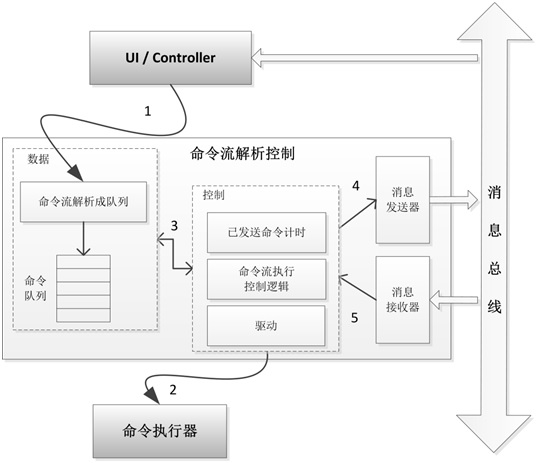 UI / Controller
1
命令流解析控制
数据
命令流解析成队列
命令
队列
3
控制
已发送命令计时
命令流执行
控制逻辑
驱动
4
消息
发送器
消息
接收器
5
消息总线
2
命令执行器